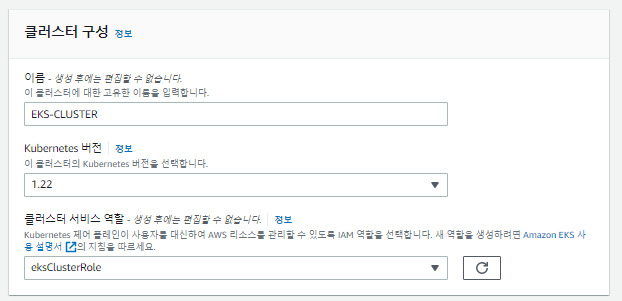 클러스터 구성 정보
이름 - 생성 후에는 편집할 수 없습니다.
이 클러스터에 대한 고유한 이름을 입력합니다.
EKS-CLUSTER
Kubernetes 버전 정보
이 클러스터의 Kubernetes 버전을 선택합니다.
1.22
클러스터 서비스 역할 - 생성 후에는 편집할 수 없습니다. 정보
Kubernetes 제어 플레인이 사용자를 대신하여 AWS 리소스를 관리할 수 있도록 IAM 역할을 선택합니다. 새 역할을 생성하려면 Amazon EKS 사
용 설명서 의 지침을 따르세요.
eksClusterRole